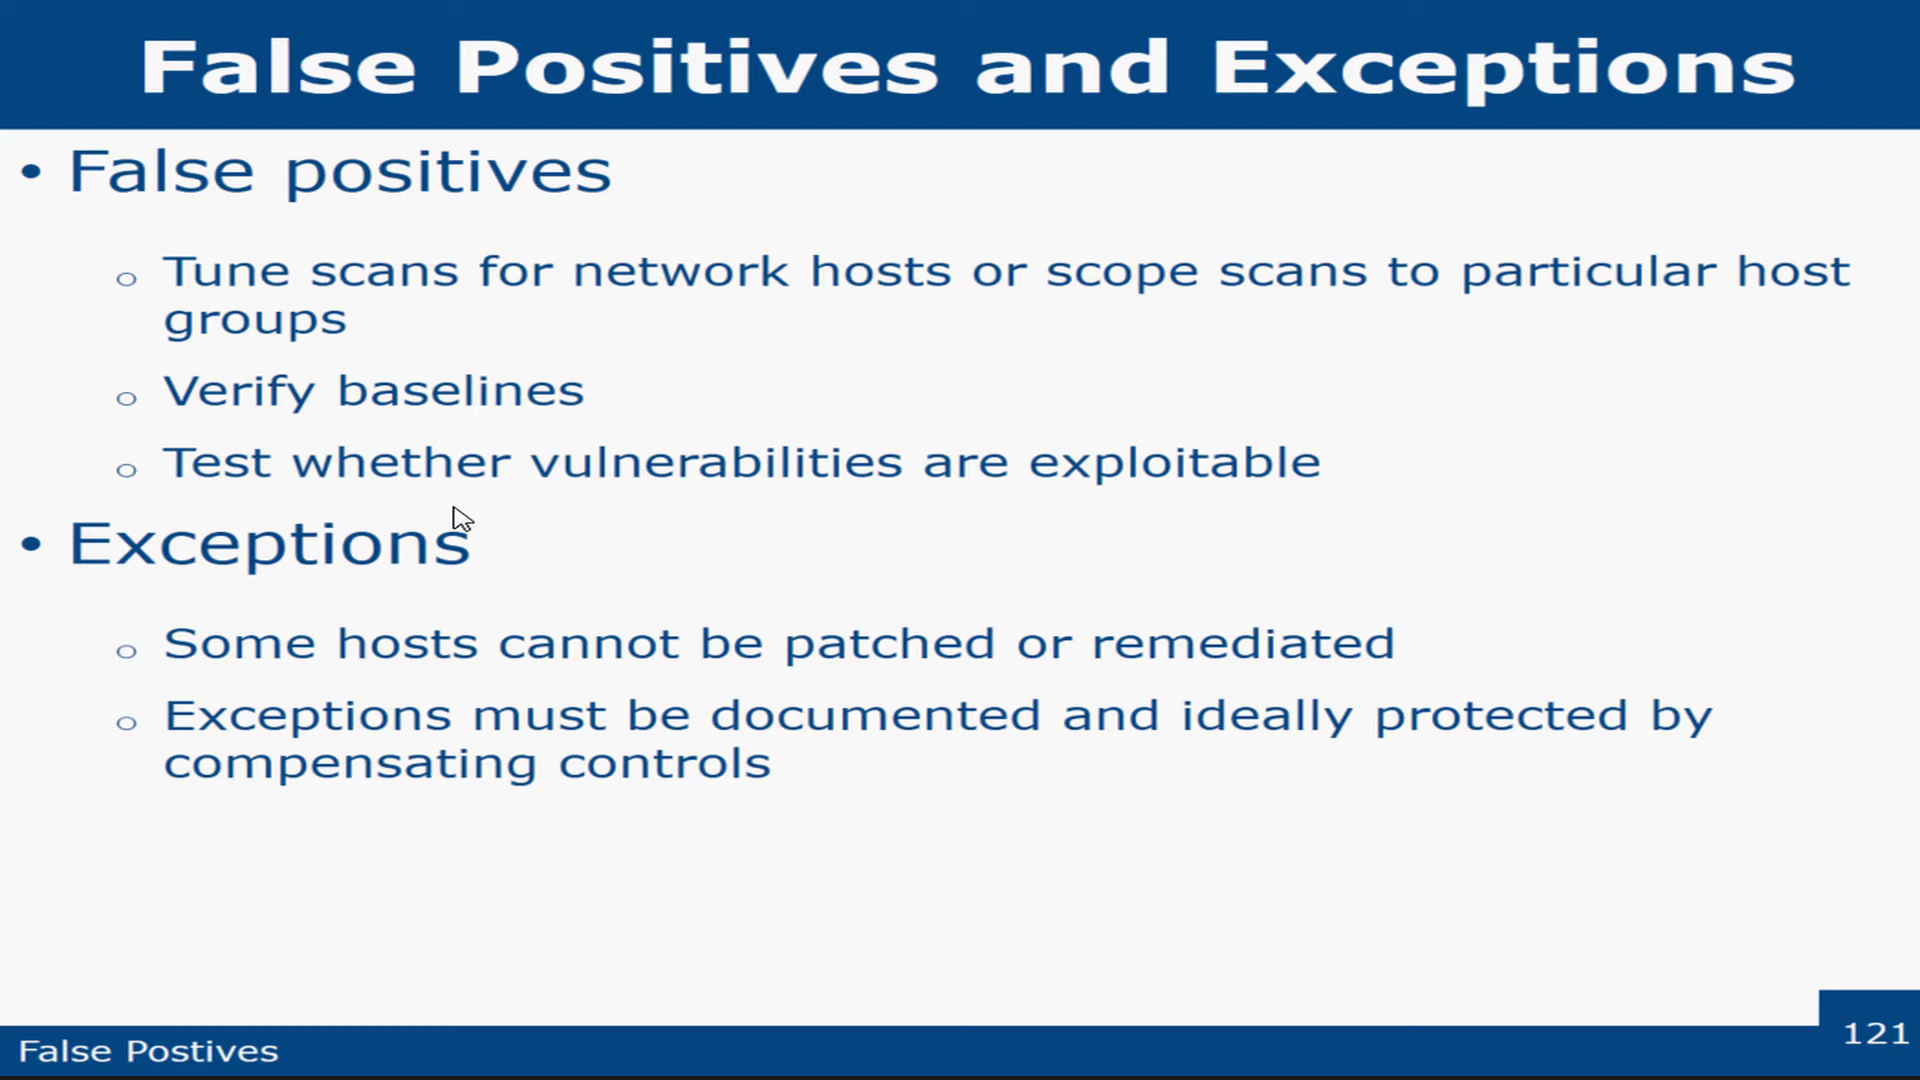 False Positives and Exceptions
• False positives
o Tune scans for network hosts or scope scans to particular host
groups
o Verify baselines
o Test whether vulnerabilities are exploitable
• Exceptions
o Some hosts cannot be patched or remediated
o Exceptions must be documented and ideally protected by
compensating controls
False Postives
121